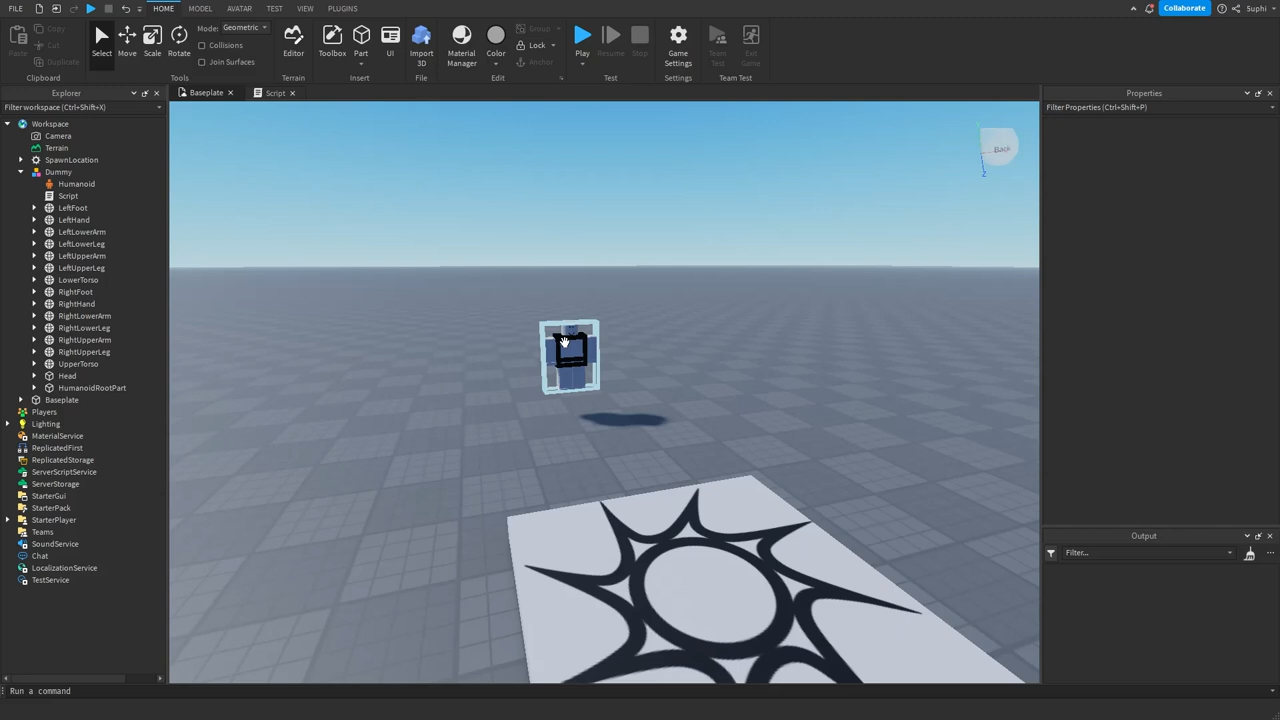 FILE HOME MODEL AVATAR TEST VIEW PLUGINS Collaborate Suphi
Paste Copy Cut Duplicate Clipboard
Select Move Scale Rotate Mode: Geometric Collisions Join Surfaces Tools
Editor Terrain
Toolbox Part UI Insert
Import 3D File
Material Manager Color Group Lock Anchor Edit
Play Resume Stop Test
Game Settings Settings
Team Test Exit Game Team Test
Explorer
Filter workspace (Ctrl+Shift+X)
Workspace
Camera
Terrain
SpawnLocation
Dummy
Humanoid
Script
LeftFoot
LeftHand
LeftLowerArm
LeftLowerLeg
LeftUpperArm
LeftUpperLeg
LowerTorso
RightFoot
RightHand
RightLowerArm
RightLowerLeg
RightUpperArm
RightUpperLeg
UpperTorso
Head
HumanoidRootPart
Baseplate
Players
Lighting
MaterialService
ReplicatedFirst
ReplicatedStorage
ServerScriptService
ServerStorage
StarterGui
StarterPack
StarterPlayer
Teams
SoundService
Chat
LocalizationService
TestService
Baseplate Script
Back
Z
Properties
Filter Properties (Ctrl+Shift+P)
Output
Filter...
Run a command